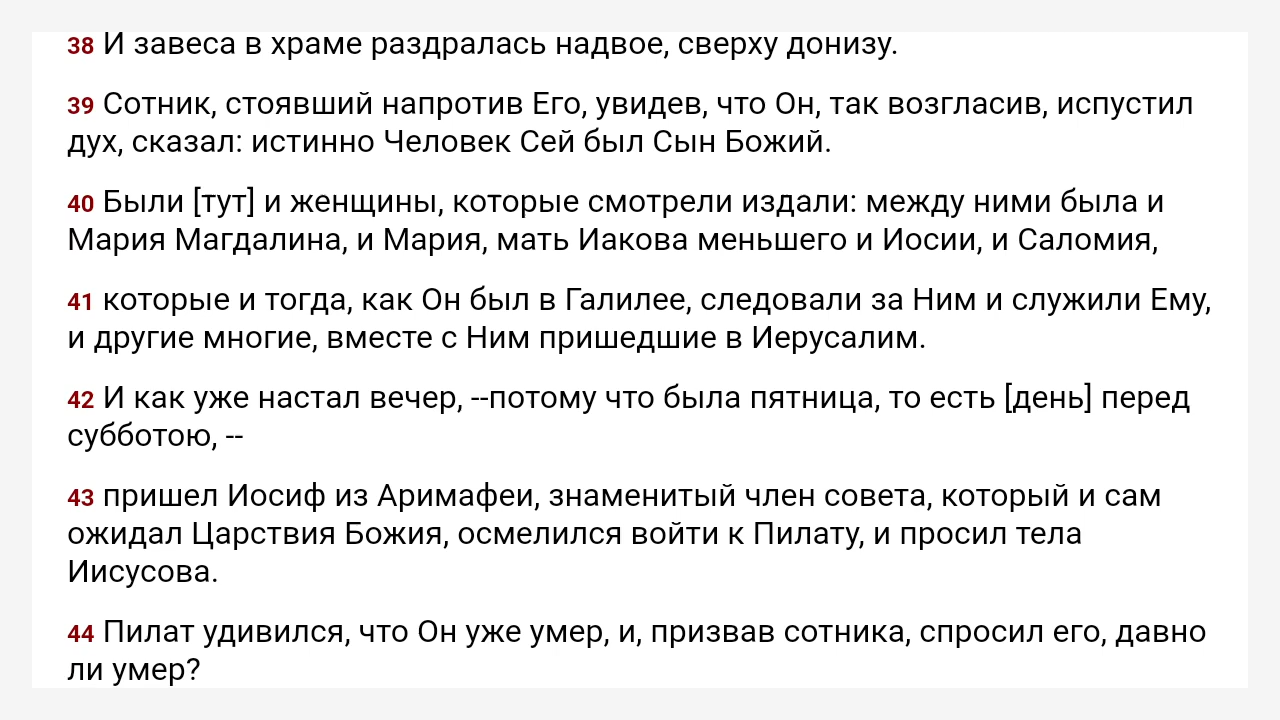 38 И завеса в храме раздралась надвое, сверху донизу.
39 Сотник, стоявший напротив Его, увидев, что Он, так возгласив, испустил
дух, сказал: истинно Человек Сей был Сын Божий.
40 Были [тут] и женщины, которые смотрели издали: между ними была и
Мария Магдалина, и Мария, мать Иакова меньшего и Иосии, и Саломия,
41 которые и тогда, как Он был в Галилее, следовали за Ним и служили Ему,
и другие многие, вместе с Ним пришедшие в Иерусалим.
42 И как уже настал вечер, --потому что была пятница, то есть [день] перед
субботою, --
43 пришел Иосиф из Аримафеи, знаменитый член совета, который и сам
ожидал Царствия Божия, осмелился войти к Пилату, и просил тела
Иисусова.
44 Пилат удивился, что Он уже умер, и, призвав сотника, спросил его, давно
ли умер?